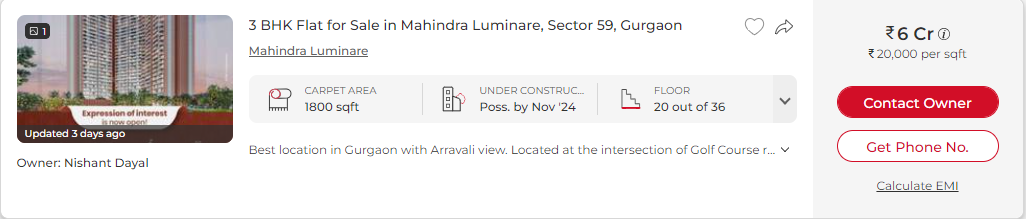 1
Expression of interest
is now open!
Updated 3 days ago
Owner: Nishant Dayal
3 BHK Flat for Sale in Mahindra Luminare, Sector 59, Gurgaon
Mahindra Luminare
CARPET AREA
1800 sqft
UNDER CONSTRUC...
Poss. by Nov '24
FLOOR
20 out of 36
Best location in Gurgaon with Arravali view. Located at the intersection of Golf Course r...
₹6 Cr
₹20,000 per sqft
Contact Owner
Get Phone No.
Calculate EMI